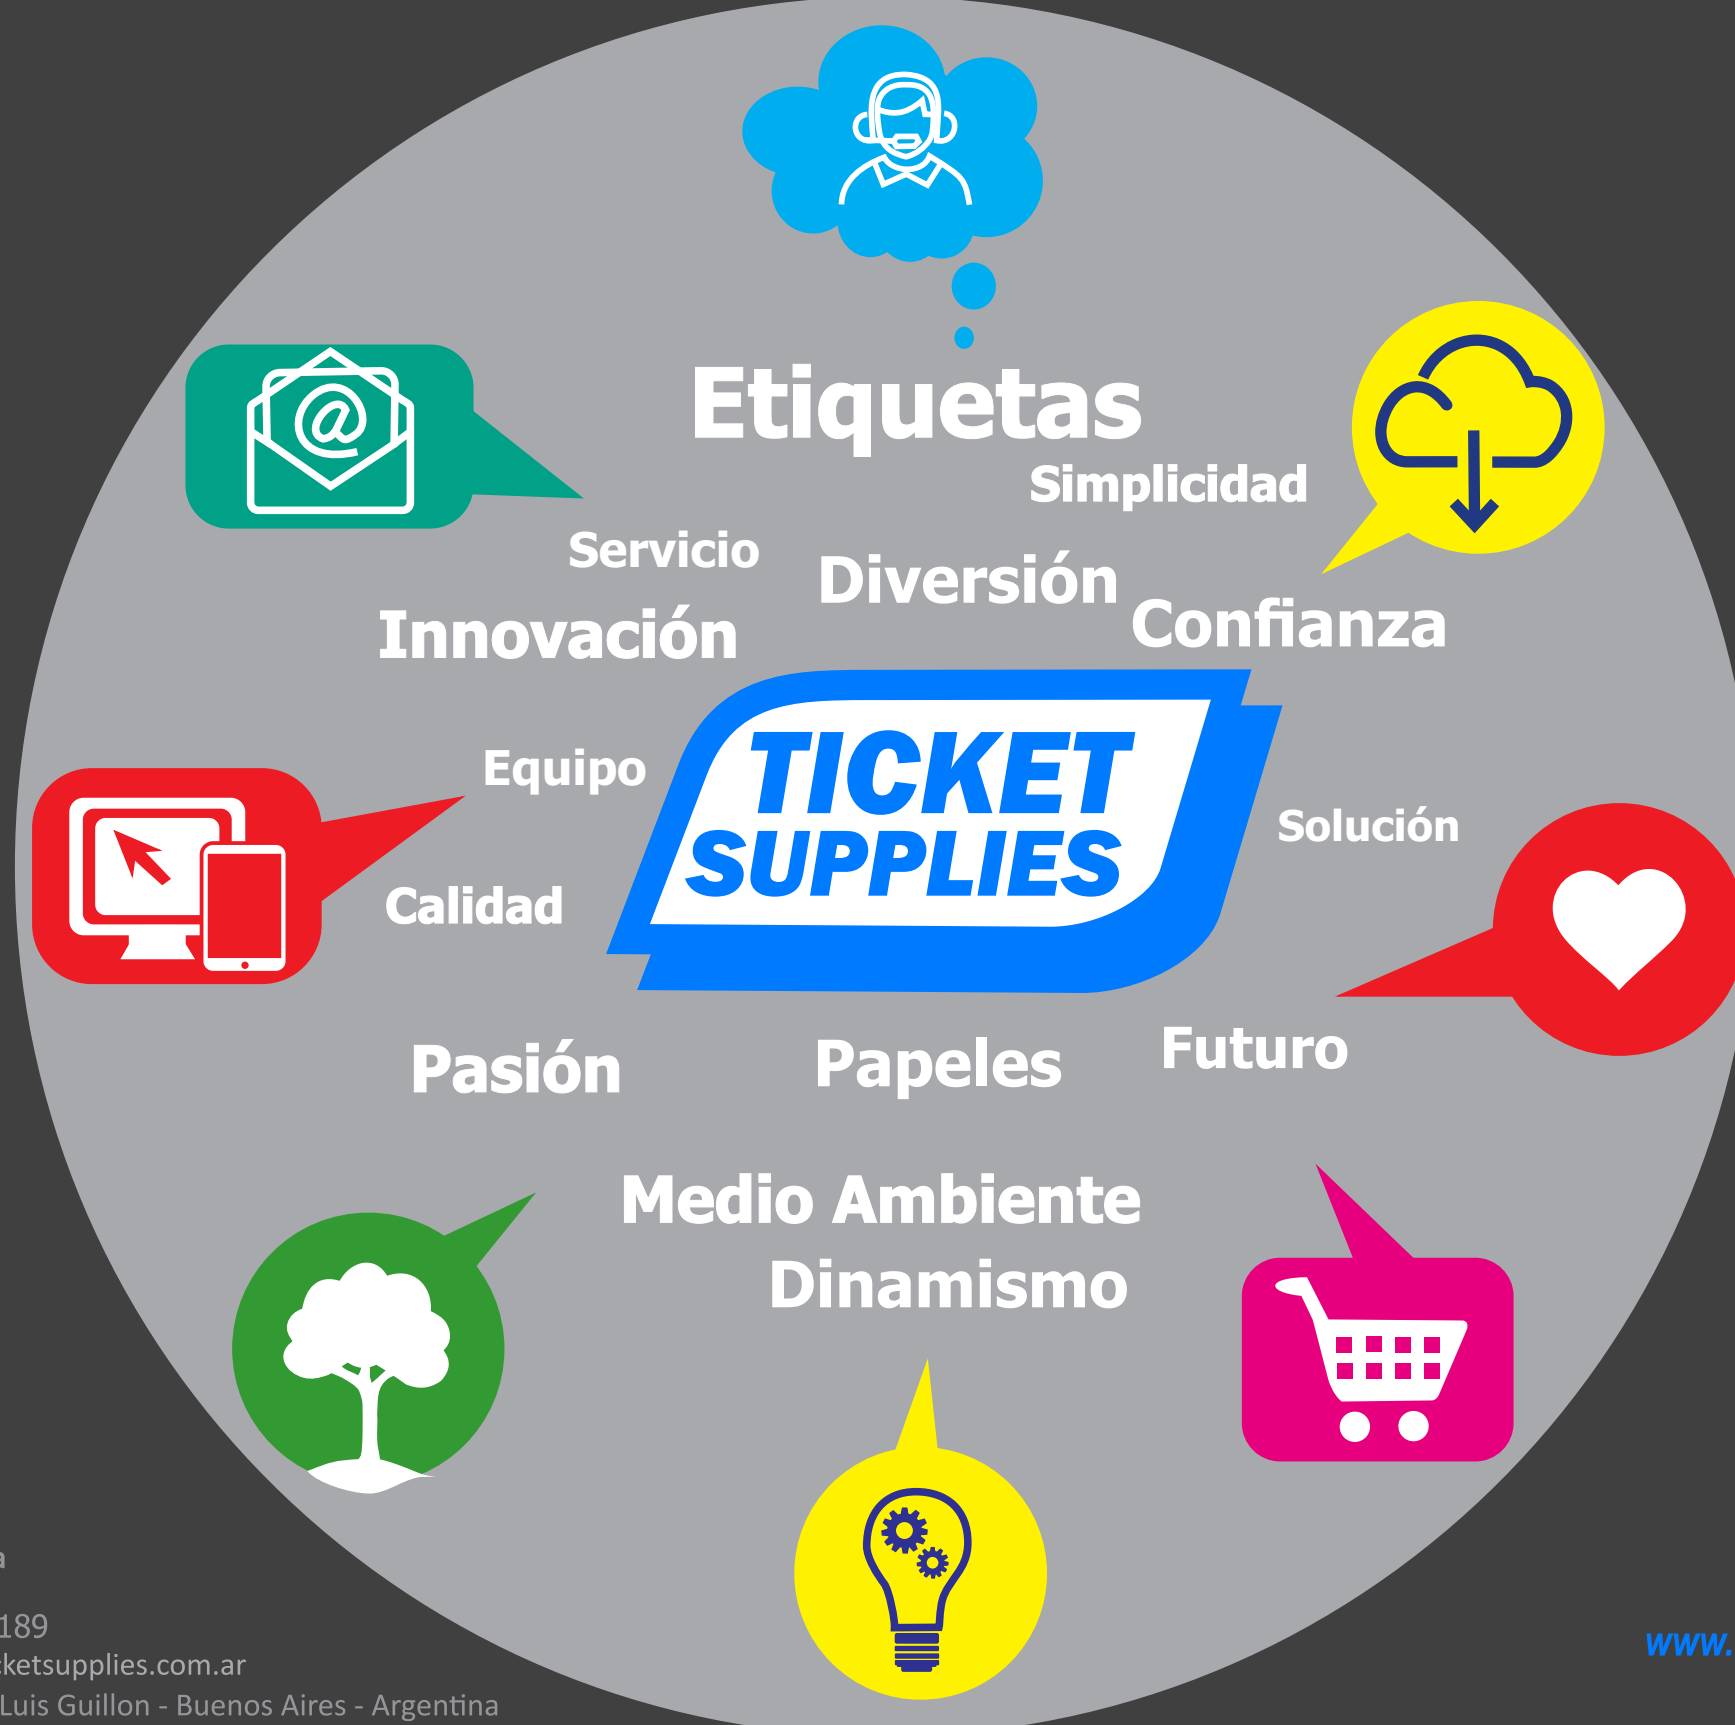 Etiquetas
Simplicidad
Servicio
Diversión
Confianza
Innovación
TICKET
SUPPLIES
Equipo
Solución
Calidad
Pasión
Papeles
Futuro
Medio Ambiente
Dinamismo
@
a
189
ketsupplies.com.ar
Luis Guillon - Buenos Aires - Argentina
www.